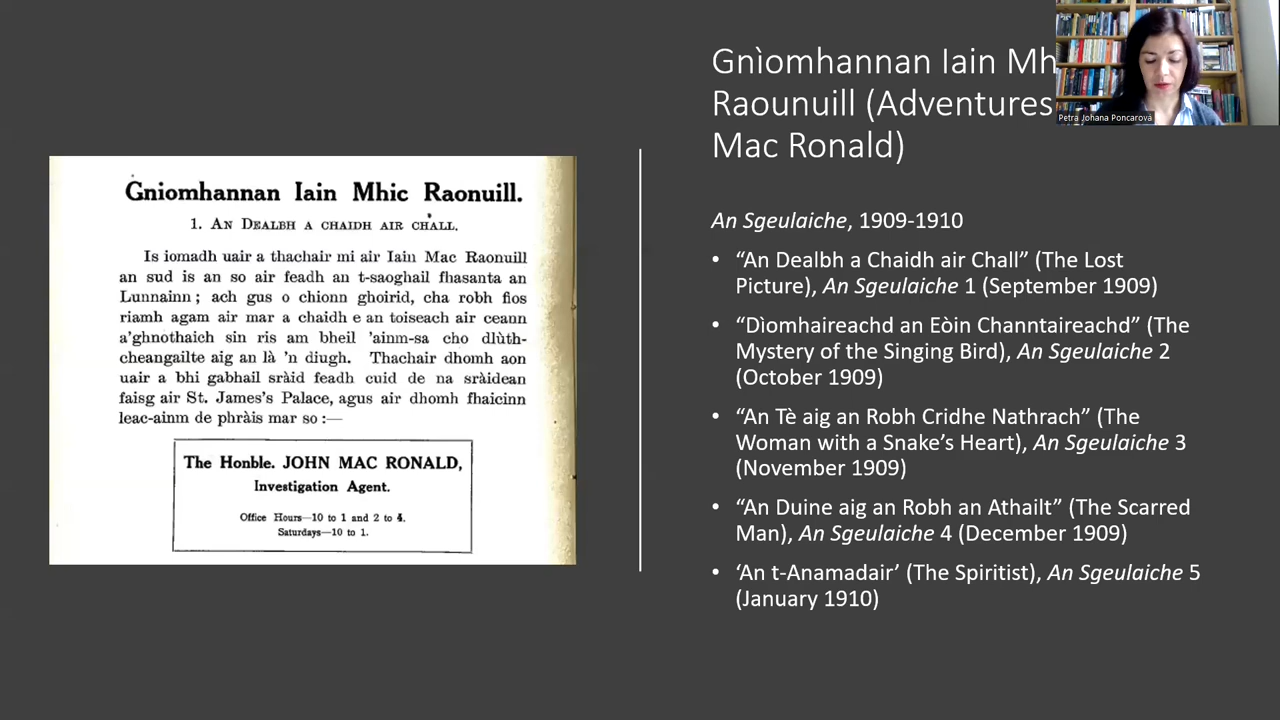 Gniomhannan Iain Mhic Raonuill.
1. AN DEALBH A CHAIDH AIR CHALL.
Is iomadh uair a thachair mi air Iain Mac Raonuill
an sud is an so air feadh an t-saoghail fhasanta an
Lunnainn; ach gus o chionn ghoirid, cha robh fios
riamh agam air mar a chaidh e an toiseach air ceann
a'ghnothaich sin ris am bheil 'ainm-sa cho dlùth-
cheangailte aig an là 'n diugh. Thachair dhomh aon
uair a bhi gabhail sràid feadh cuid de na sràidean
faisg air St. James's Palace, agus air dhomh fhaicinn
leac-ainm de phràis mar so :—
The Honble. JOHN MAC RONALD,
Investigation Agent.
Office Hours—10 to 1 and 2 to 4.
Saturdays—10 to 1.
Gnìomhannan Iain Mh
Raounuill (Adventures
Mac Ronald)
Petra Johana Poncarová
An Sgeulaiche, 1909-1910
• “An Dealbh a Chaidh air Chall” (The Lost
Picture), An Sgeulaiche 1 (September 1909)
• “Dìomhaireachd an Eòin Channtaireachd” (The
Mystery of the Singing Bird), An Sgeulaiche 2
(October 1909)
• “An Tè aig an Robh Cridhe Nathrach” (The
Woman with a Snake’s Heart), An Sgeulaiche 3
(November 1909)
• “An Duine aig an Robh an Athailt” (The Scarred
Man), An Sgeulaiche 4 (December 1909)
• ‘An t-Anamadair’ (The Spiritist), An Sgeulaiche 5
(January 1910)